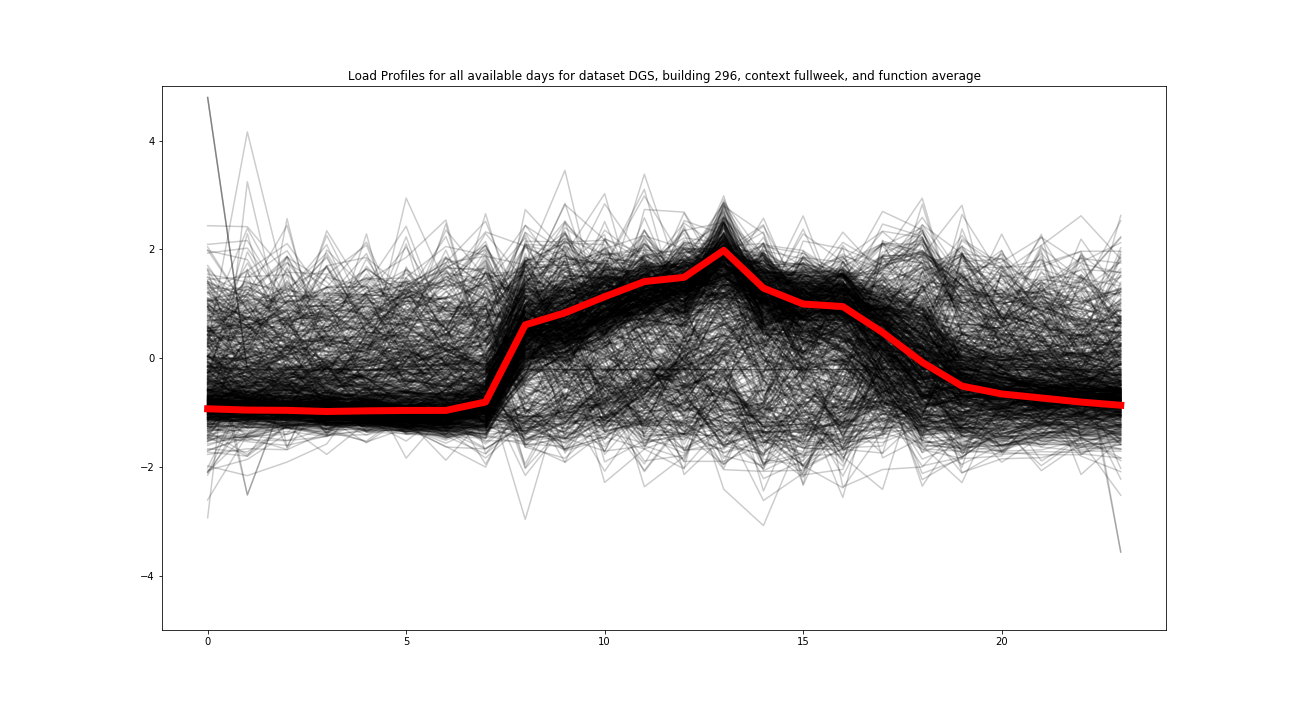 Load Profiles for all available days for dataset DGS, building 296, context fullweek, and function average
4
2
0
−2
−4
0 5 10 15 20